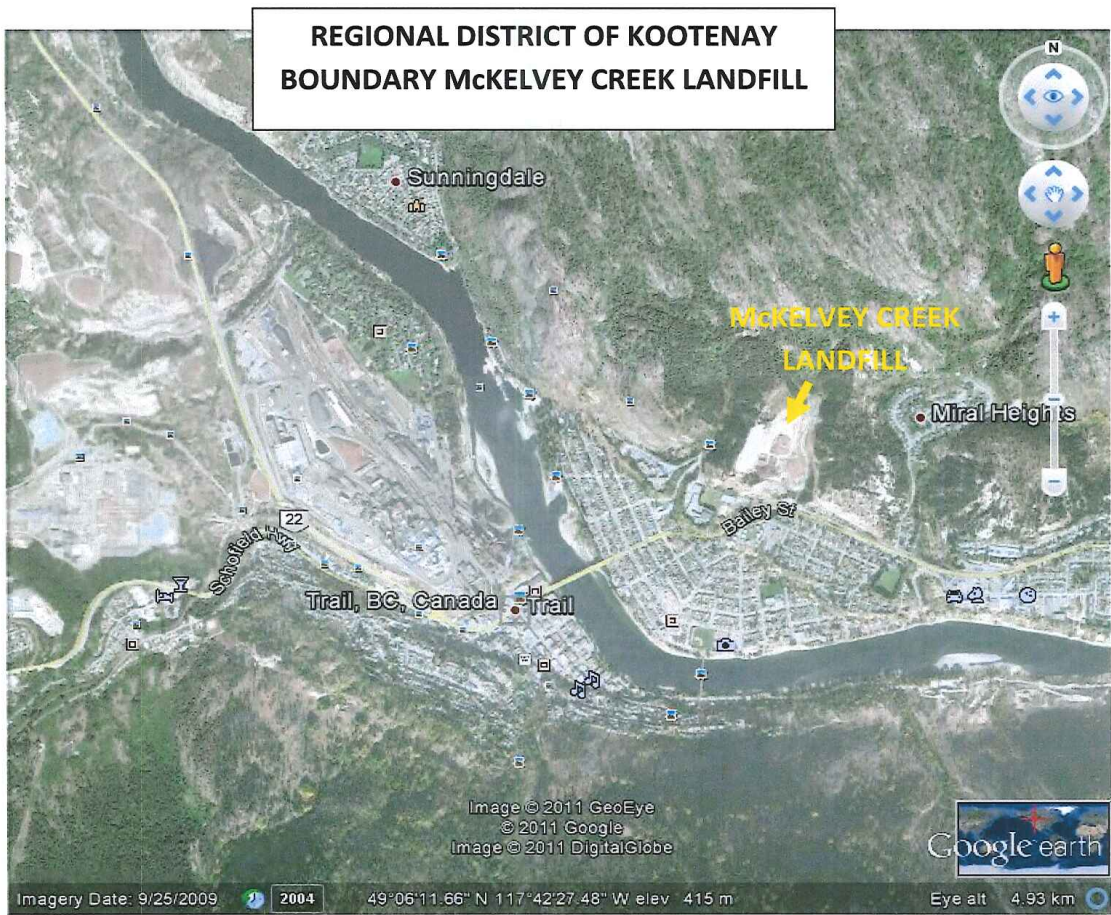 REGIONAL DISTRICT OF KOOTENAY
BOUNDARY McKELVEY CREEK LANDFILL
N
Sunningdale
McKELVEY CREEK
LANDFILL
Miral Heights
Bailey St
22
Schofield Hwy
Trail, BC, Canada
Trail
Image © 2011 GeoEye
© 2011 Google
Image © 2011 DigitalGlobe
Google earth
Imagery Date: 9/25/2009
2004
49°06'11.66" N 117°42'27.48" W elev 415 m
Eye alt 4.93 km